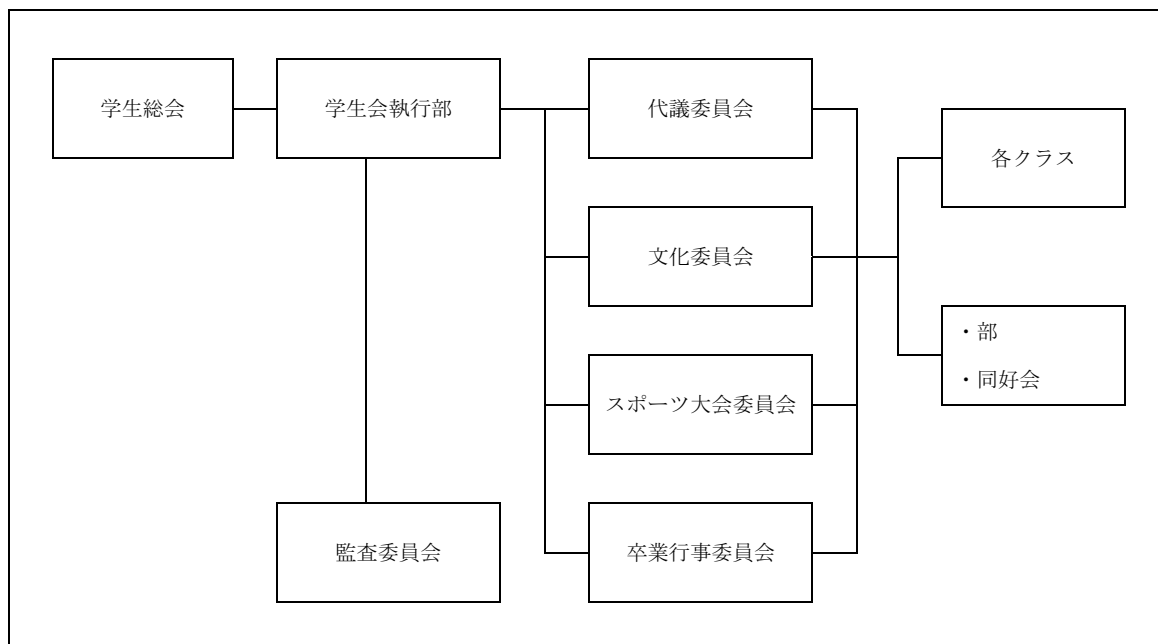 学生総会
学生会執行部
代議委員会
各クラス
文化委員会
・部
・同好会
スポーツ大会委員会
監査委員会
卒業行事委員会